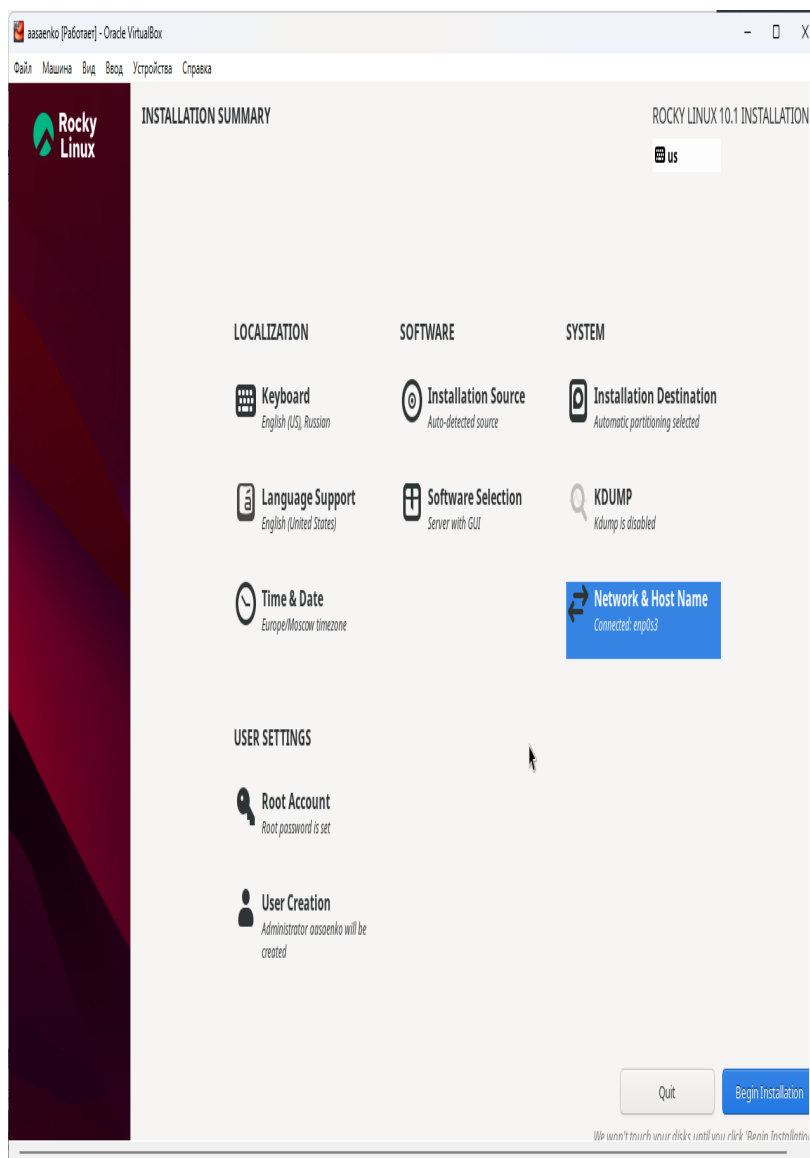 aasaenko [Работает] - Oracle VirtualBox
Файл Машина Вид Ввод Устройства Справка
Rocky
Linux
INSTALLATION SUMMARY
ROCKY LINUX 10.1 INSTALLATION
us
LOCALIZATION
SOFTWARE
SYSTEM
Keyboard
English (US), Russian
Installation Source
Auto-detected source
Installation Destination
Automatic partitioning selected
Language Support
English (United States)
Software Selection
Server with GUI
KDUMP
Kdump is disabled
Time & Date
Europe/Moscow timezone
Network & Host Name
Connected: enp0s3
USER SETTINGS
Root Account
Root password is set
User Creation
Administrator aasaenko will be
created
Quit
Begin Installation
We won't touch your disks until you click 'Begin Installatio